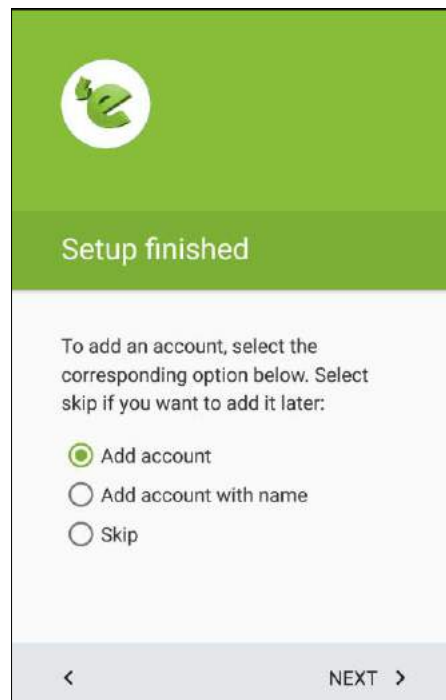 Setup finished
To add an account, select the
corresponding option below. Select
skip if you want to add it later:
Add account
Add account with name
Skip
NEXT